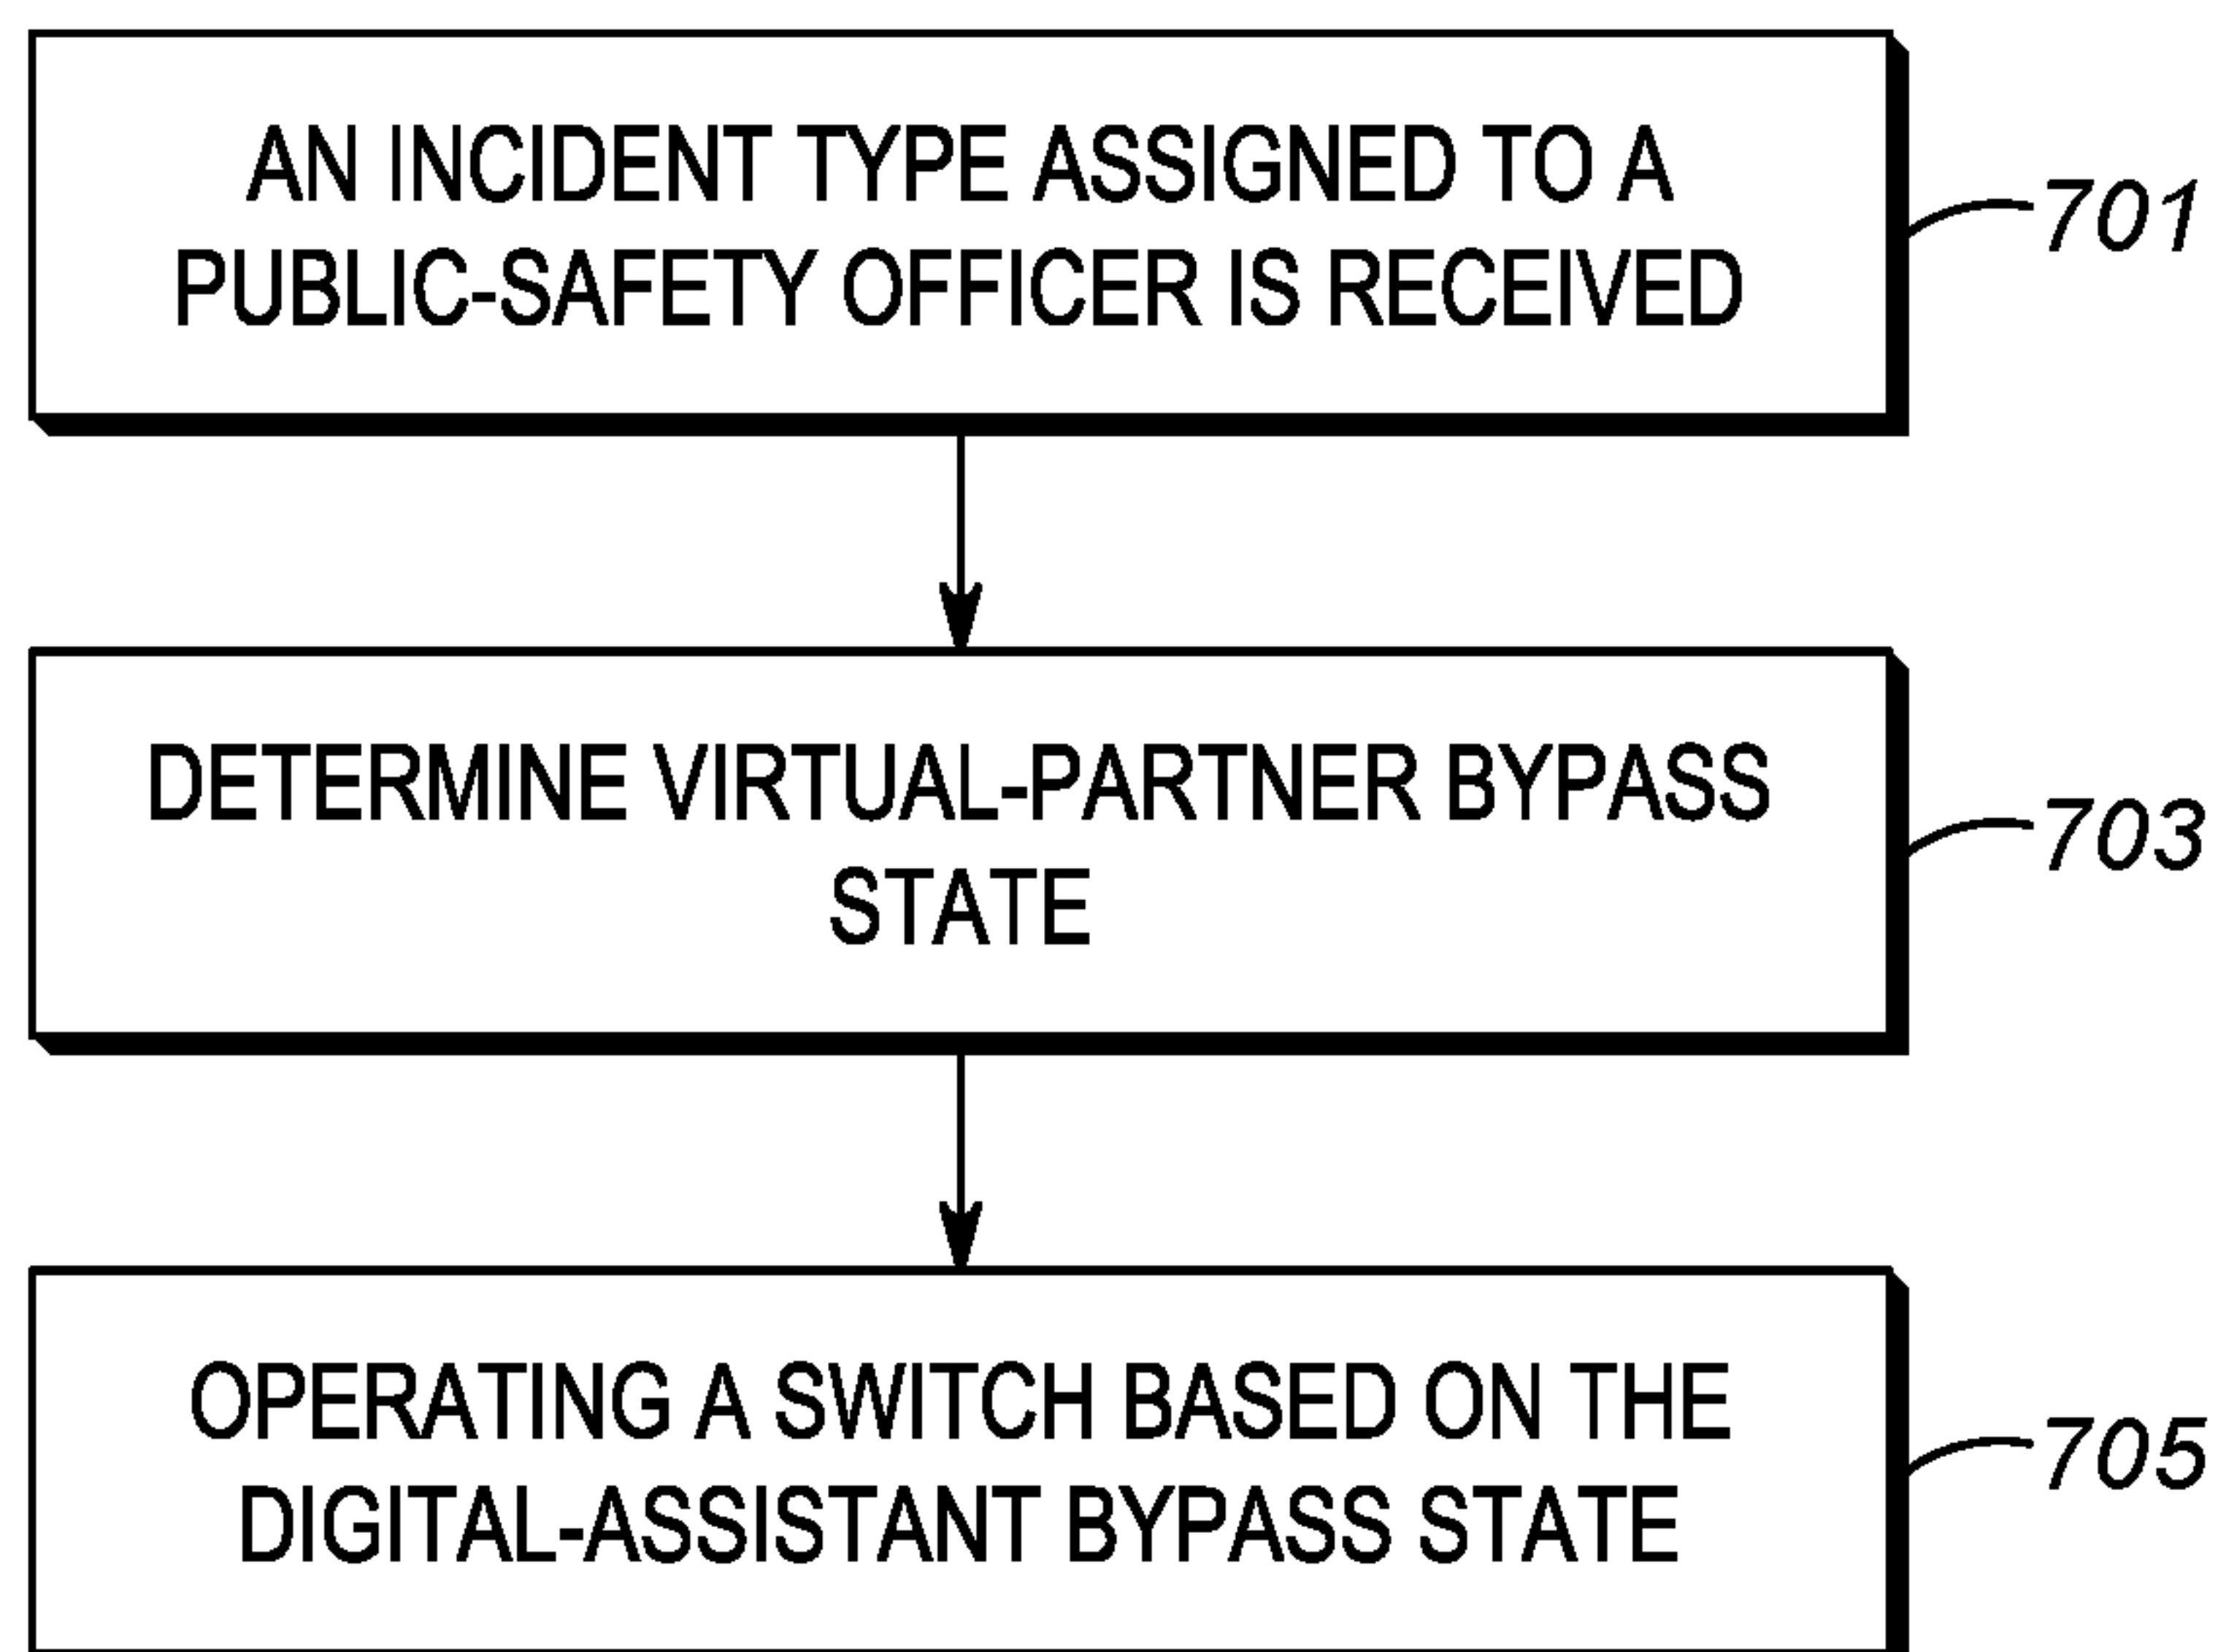 AN INCIDENT TYPE ASSIGNED TO A
PUBLIC-SAFETY OFFICER IS RECEIVED
701
DETERMINE VIRTUAL-PARTNER BYPASS
STATE
703
OPERATING A SWITCH BASED ON THE
DIGITAL-ASSISTANT BYPASS STATE
705